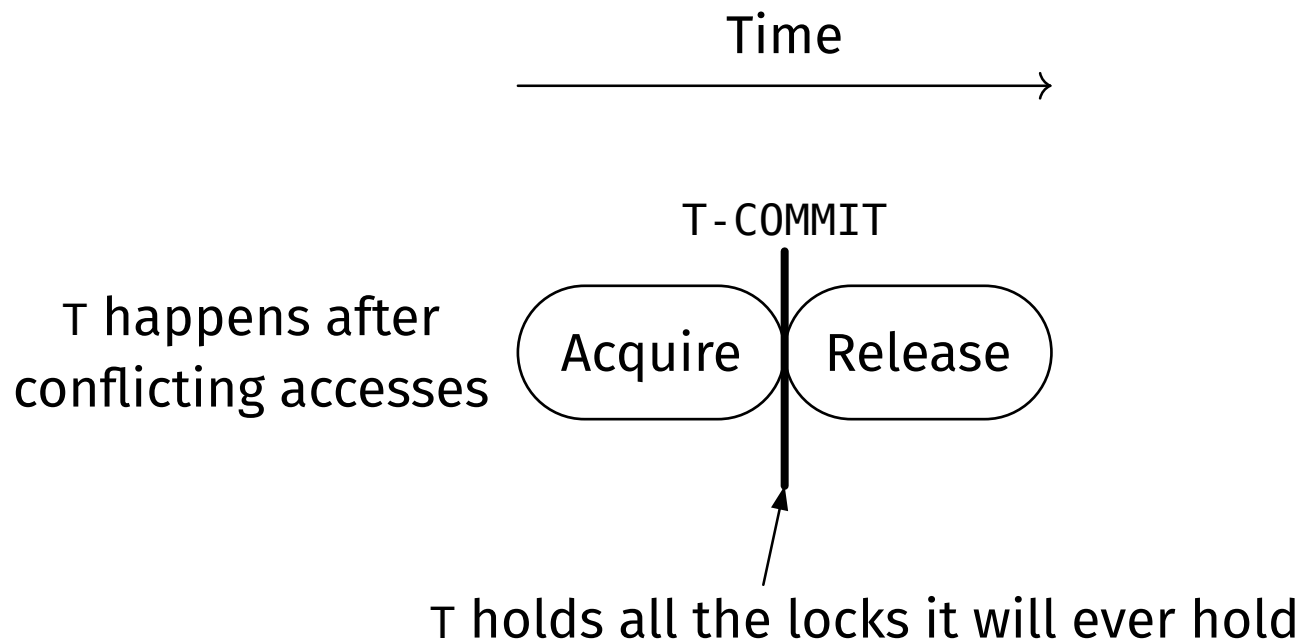 Time
T-COMMIT
T happens after
conflicting accesses
Acquire
Release
T holds all the locks it will ever hold